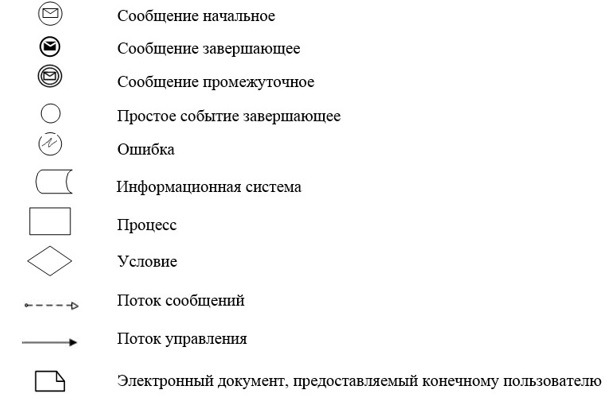 Сообщение начальное
Сообщение завершающее
Сообщение промежуточное
Простое событие завершающее
Ошибка
Информационная система
Процесс
Условие
Поток сообщений
Поток управления
Электронный документ, предоставляемый конечному пользователю